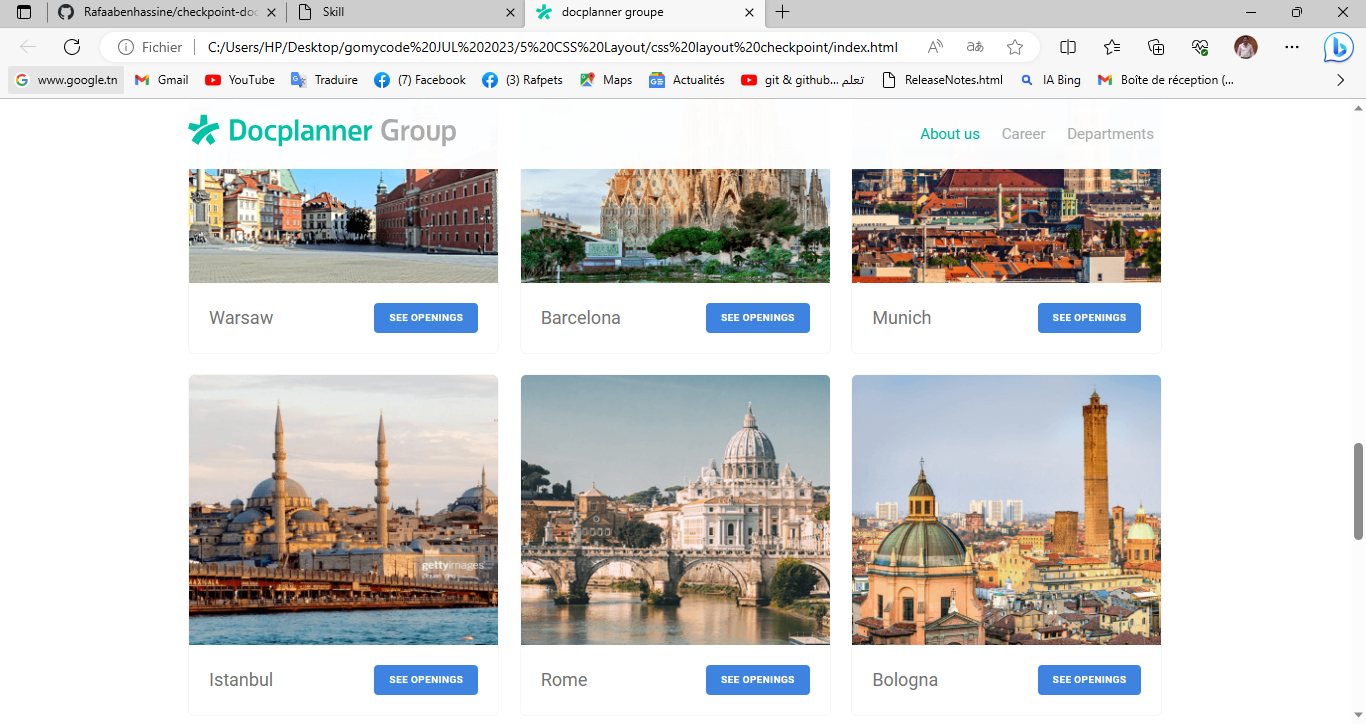 Rafaabenhassine/checkpoint-doc
Skill
docplanner groupe
Fichier
C:/Users/HP/Desktop/gomycode%20JUL%202023/5%20CSS%20Layout/css%20layout%20checkpoint/index.html
www.google.tn Gmail YouTube Traduire (7) Facebook (3) Rafpets Maps Actualités git & github... تعلم ReleaseNotes.html IA Bing Boîte de réception (...
Docplanner Group
About us Career Departments
Warsaw SEE OPENINGS Barcelona SEE OPENINGS Munich SEE OPENINGS
gettyimages
Istanbul SEE OPENINGS Rome SEE OPENINGS Bologna SEE OPENINGS